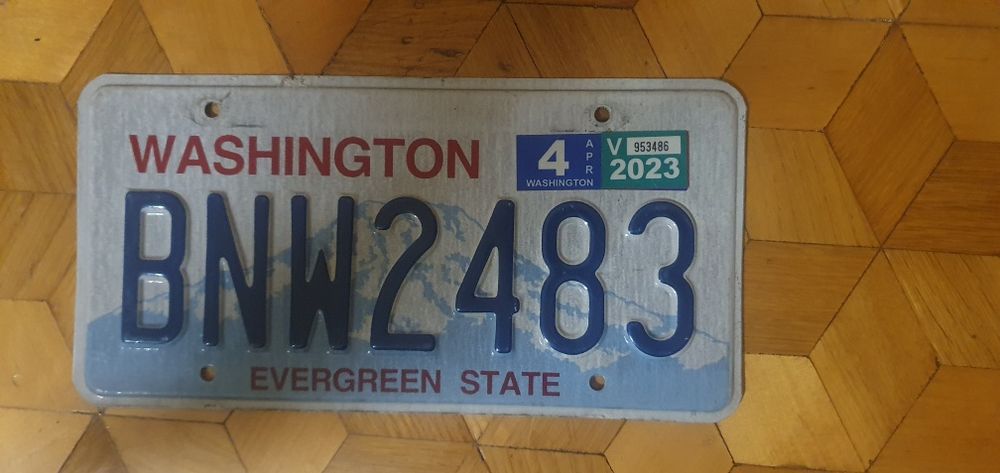 WASHINGTON
4 APR WASHINGTON
V 953486
2023
BNW2483
EVERGREEN STATE